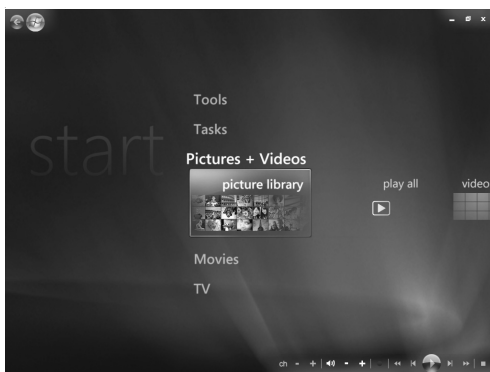 start
Tools
Tasks
Pictures + Videos
picture library
play all
video
Movies
TV
ch - +